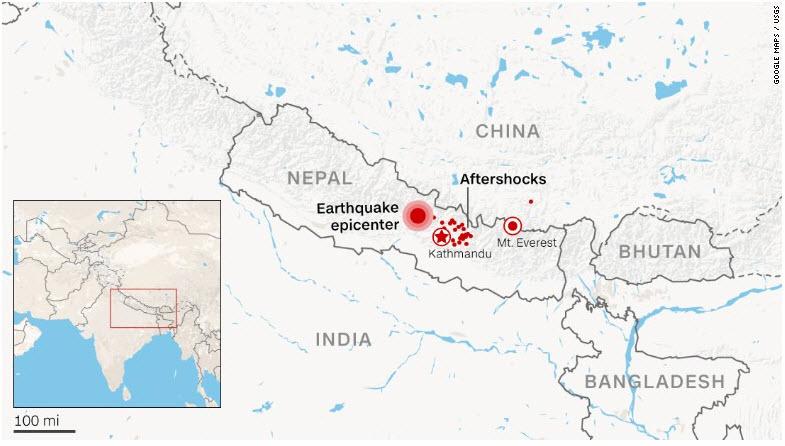 GOOGLE MAPS / USGS
CHINA
NEPAL
Aftershocks
Earthquake
epicenter
Mt. Everest
Kathmandu
BHUTAN
INDIA
BANGLADESH
100 mi